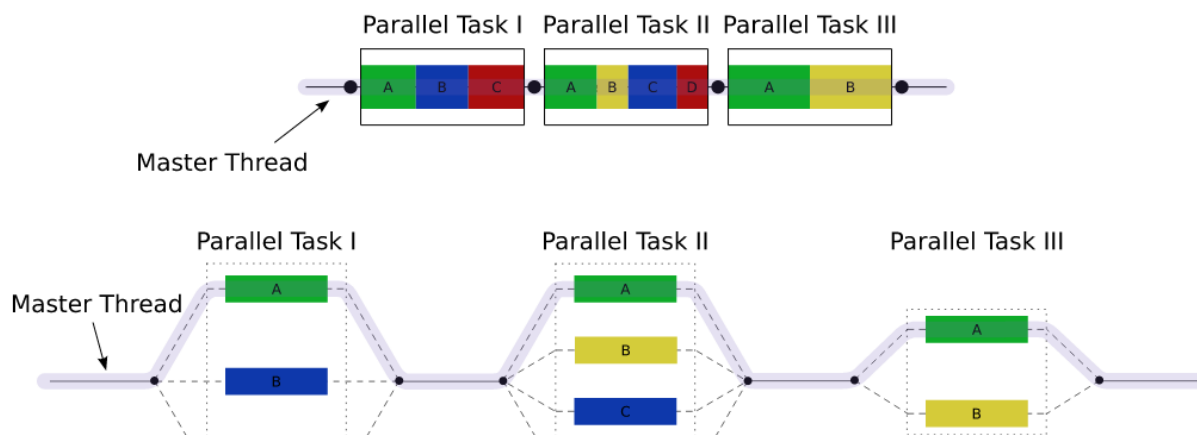 Parallel Task I Parallel Task II Parallel Task III
A B C A B C D A B
Master Thread
Parallel Task I Parallel Task II Parallel Task III
A A
Master Thread
A
B
B
C B